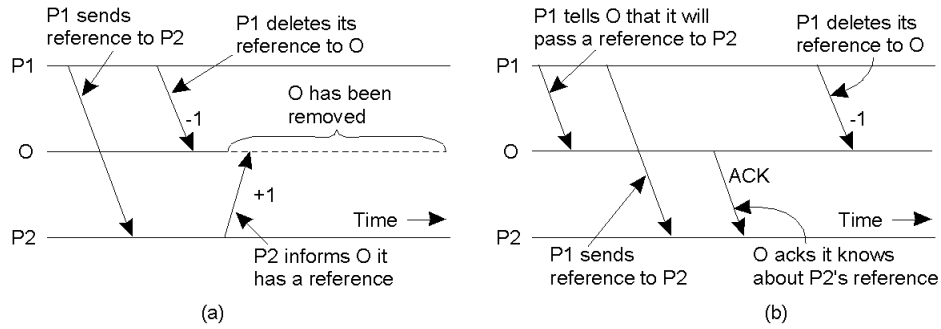 P1 sends
reference to P2
P1 deletes its
reference to O
P1
-1
O has been
removed
O
+1
Time
P2
P2 informs O it
has a reference
(a)
P1 tells O that it will
pass a reference to P2
P1 deletes its
reference to O
P1
-1
O
ACK
Time
P2
P1 sends
reference to P2
O acks it knows
about P2's reference
(b)